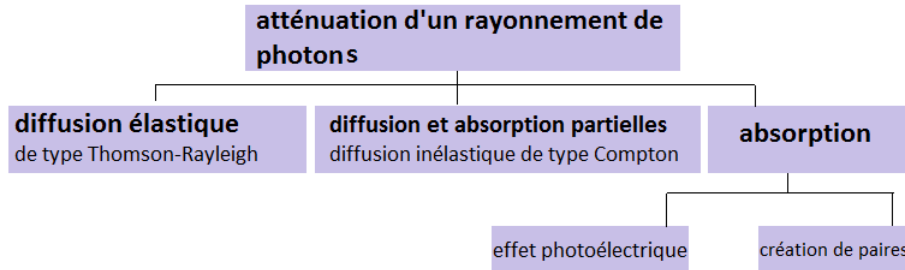 atténuation d'un rayonnement de
photons
diffusion élastique
de type Thomson-Rayleigh
diffusion et absorption partielles
diffusion inélastique de type Compton
absorption
effet photoélectrique
création de paires